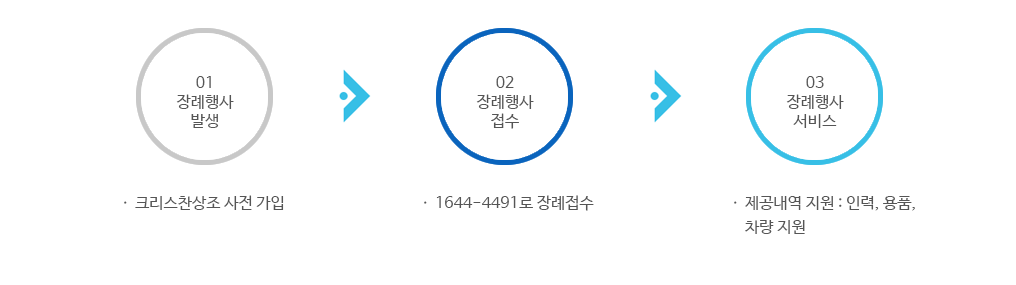 01
장례행사
발생
02
장례행사
접수
03
장례행사
서비스
· 크리스찬상조 사전 가입
· 1644-4491로 장례접수
· 제공내역 지원 : 인력, 용품,
차량 지원